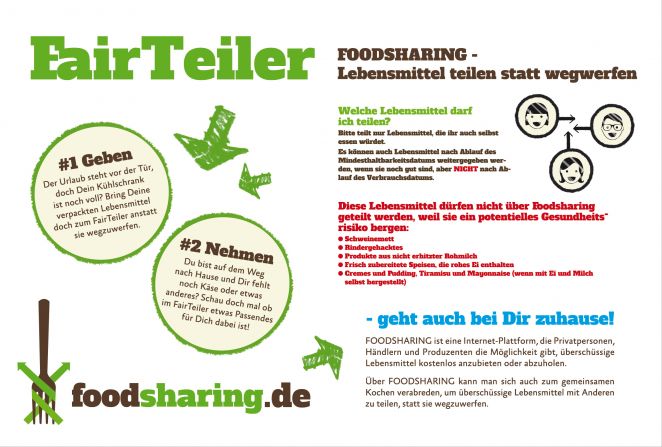 FairTeiler
#1 Geben
Der Urlaub steht vor der Tür,
doch Dein Kühlschrank
ist noch voll? Bring Deine
verpackten Lebensmittel
doch zum FairTeiler anstatt
sie wegzuwerfen.
#2 Nehmen
Du bist auf dem Weg
nach Hause und Dir fehlt
noch Käse oder etwas
anderes? Schau doch mal ob
im FairTeiler etwas Passendes
für Dich dabei ist!
foodsharing.de
FOODSHARING -
Lebensmittel teilen statt wegwerfen
Welche Lebensmittel darf
ich teilen?
Bitte teilt nur Lebensmittel, die ihr auch selbst
essen würdet.
Es können auch Lebensmittel nach Ablauf des
Mindesthaltbarkeitsdatums weitergegeben wer-
den, wenn sie noch gut sind, aber NICHT nach Ab-
lauf des Verbrauchsdatums.
Diese Lebensmittel dürfen nicht über Foodsharing
geteilt werden, weil sie ein potentielles Gesundheits-
risiko bergen:
● Schweinemett
● Rindergehacktes
● Produkte aus nicht erhitzter Rohmilch
● Frisch zubereitete Speisen, die rohes Ei enthalten
● Cremes und Pudding, Tiramisu und Mayonnaise (wenn mit Ei und Milch
selbst hergestellt)
- geht auch bei Dir zuhause!
FOODSHARING ist eine Internet-Plattform, die Privatpersonen,
Händlern und Produzenten die Möglichkeit gibt, überschüssige
Lebensmittel kostenlos anzubieten oder abzuholen.
Über FOODSHARING kann man sich auch zum gemeinsamen
Kochen verabreden, um überschüssige Lebensmittel mit Anderen
zu teilen, statt sie wegzuwerfen.